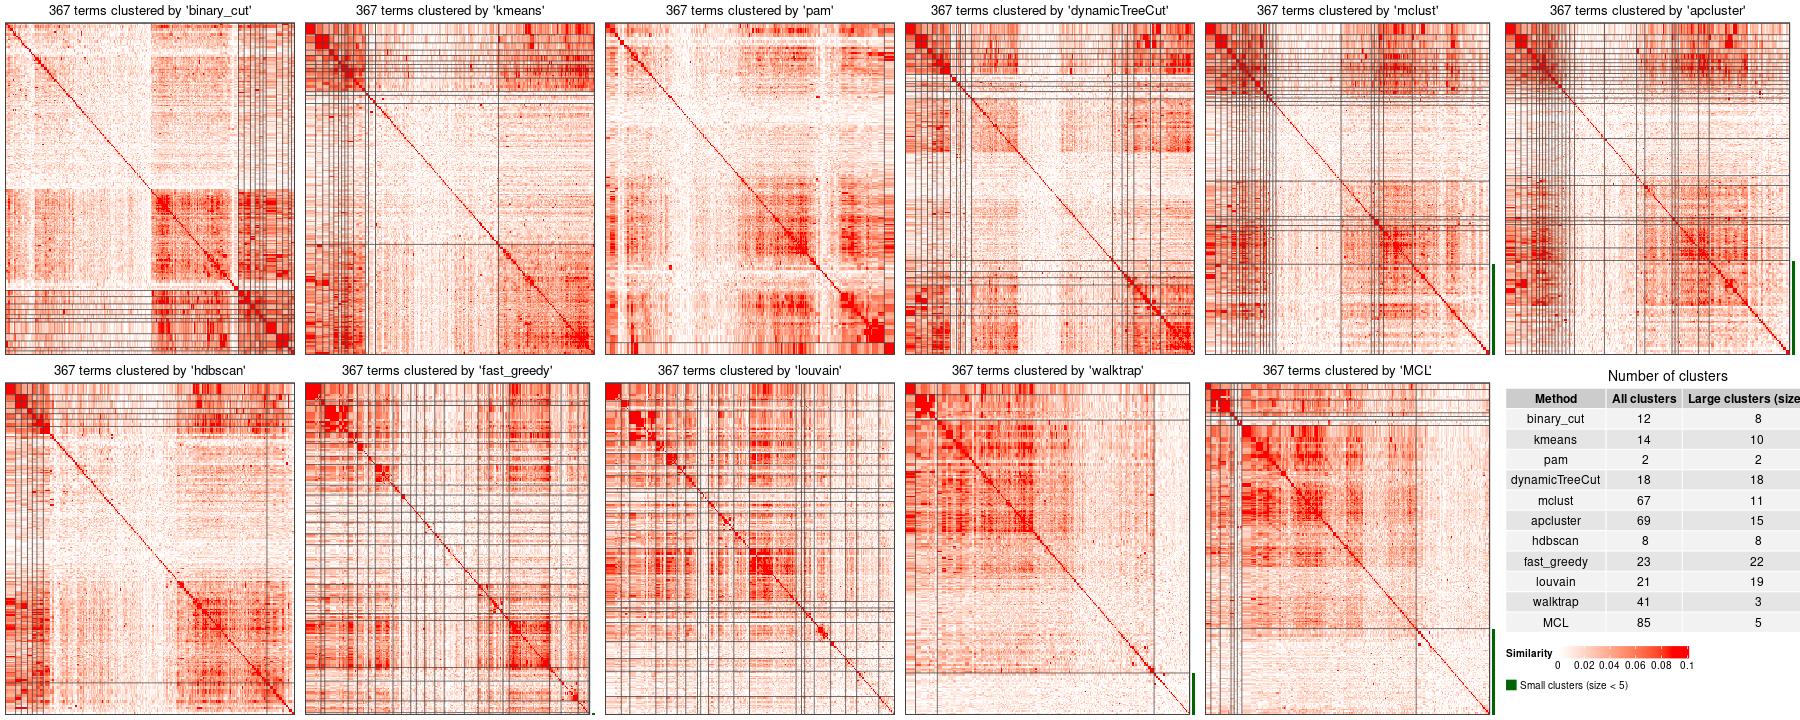 367 terms clustered by 'binary_cut'
367 terms clustered by 'kmeans'
367 terms clustered by 'pam'
367 terms clustered by 'dynamicTreeCut'
367 terms clustered by 'mclust'
367 terms clustered by 'apcluster'
367 terms clustered by 'hdbscan'
367 terms clustered by 'fast_greedy'
367 terms clustered by 'louvain'
367 terms clustered by 'walktrap'
367 terms clustered by 'MCL'
Number of clusters
Method All clusters Large clusters (size
binary_cut 12 8
kmeans 14 10
pam 2 2
dynamicTreeCut 18 18
mclust 67 11
apcluster 69 15
hdbscan 8 8
fast_greedy 23 22
louvain 21 19
walktrap 41 3
MCL 85 5
Similarity
0 0.02 0.04 0.06 0.08 0.1
Small clusters (size < 5)